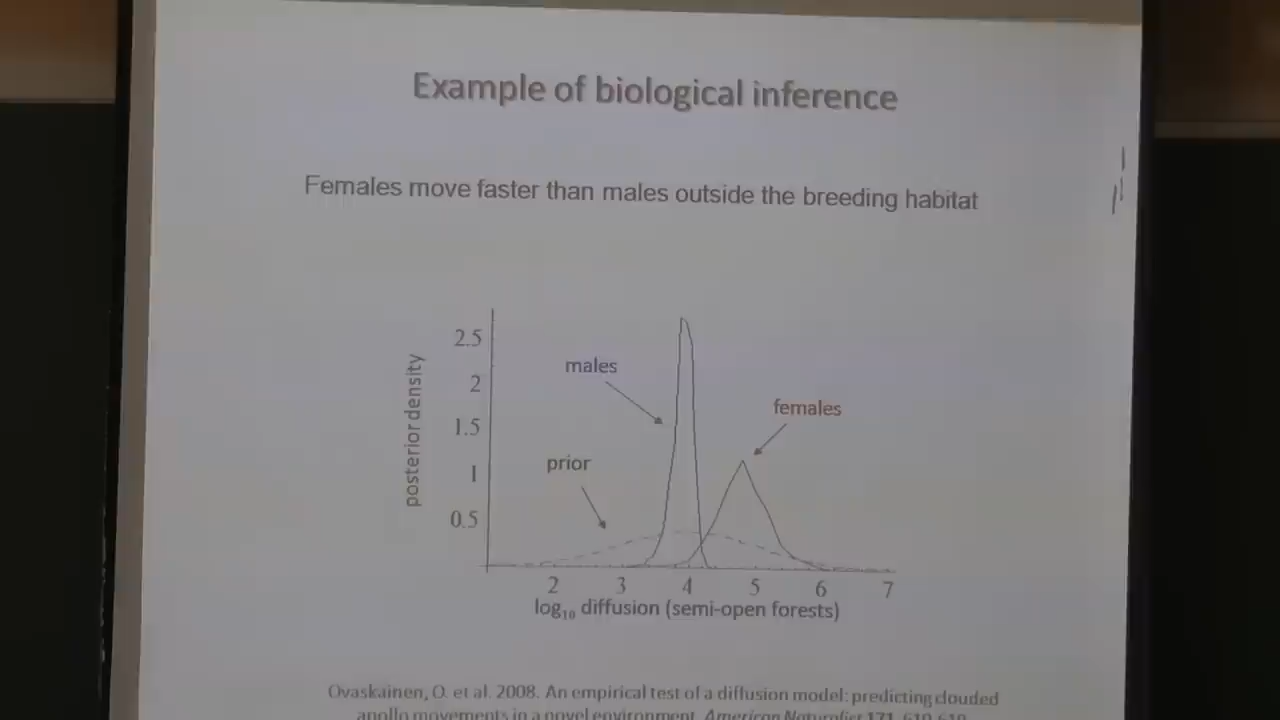 Example of biological inference
Females move faster than males outside the breeding habitat
2.5
2
1.5
1
0.5
posterior density
males
females
prior
2 3 4 5 6 7
log₁₀ diffusion (semi-open forests)
Ovaskainen, O. et al. 2008. An empirical test of a diffusion model: predicting clouded
apollo movements in a novel environment. American Naturalist 171